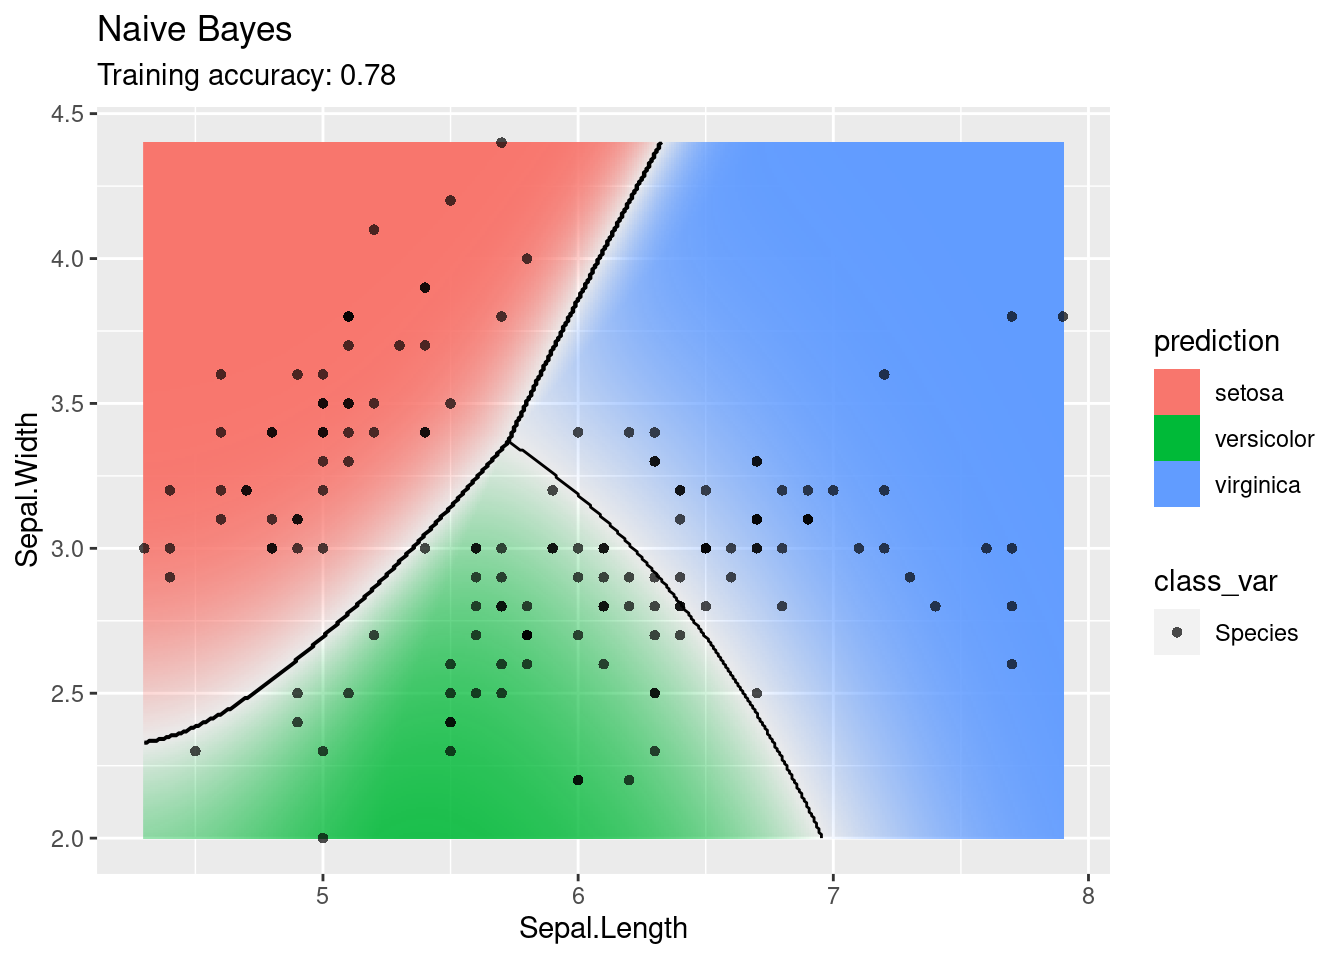 Naive Bayes
Training accuracy: 0.78
4.5
4.0
3.5
3.0
2.5
2.0
Sepal.Width
5 6 7 8
Sepal.Length
prediction
setosa
versicolor
virginica
class_var
Species